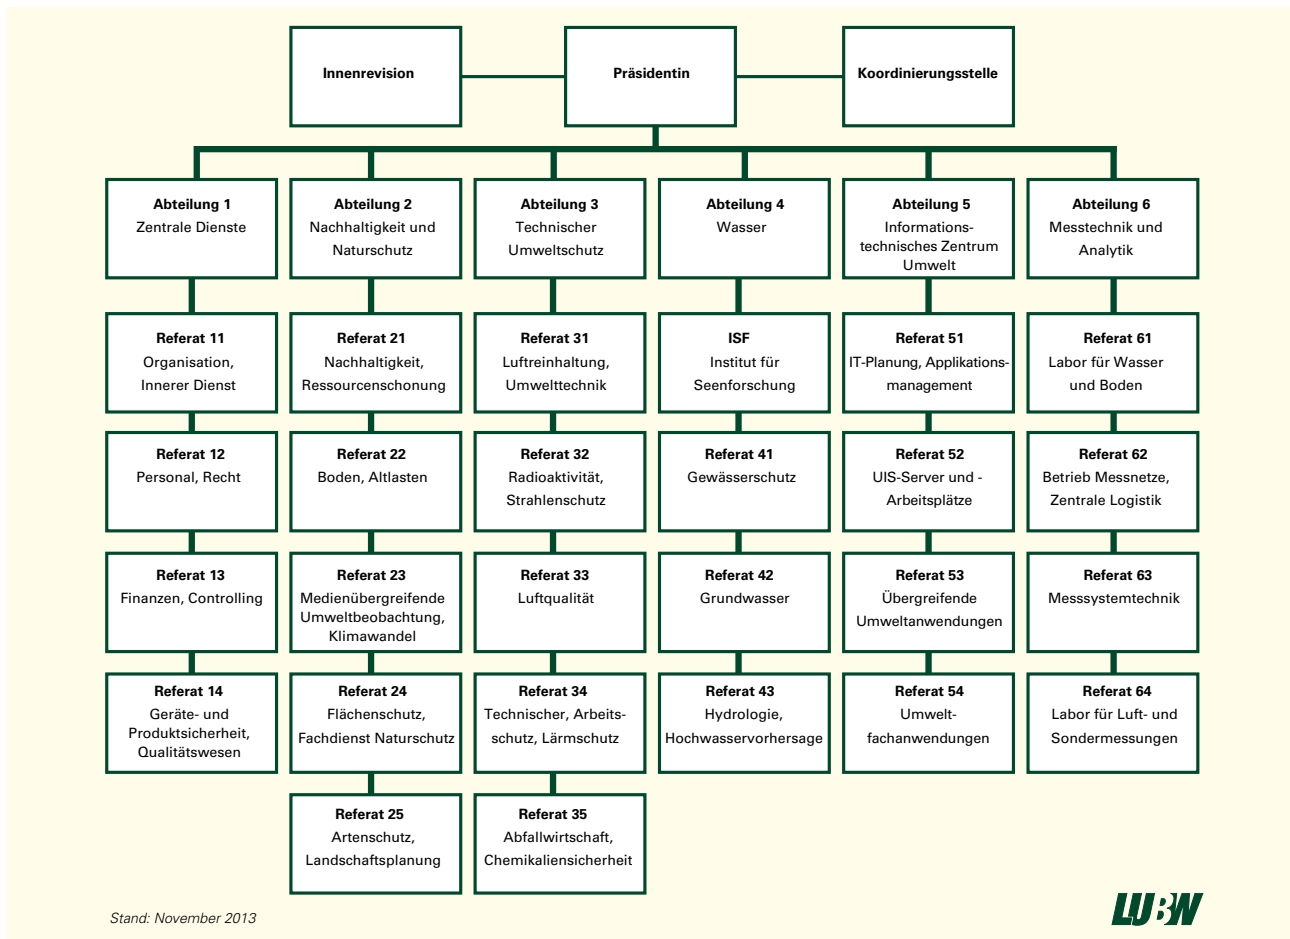 Innenrevision
Präsidentin
Koordinierungsstelle
Abteilung 1
Zentrale Dienste
Abteilung 2
Nachhaltigkeit und
Naturschutz
Abteilung 3
Technischer
Umweltschutz
Abteilung 4
Wasser
Abteilung 5
Informations-
technisches Zentrum
Umwelt
Abteilung 6
Messtechnik und
Analytik
Referat 11
Organisation,
Innerer Dienst
Referat 21
Nachhaltigkeit,
Ressourcenschonung
Referat 31
Luftreinhaltung,
Umwelttechnik
ISF
Institut für
Seenforschung
Referat 51
IT-Planung, Applikations-
management
Referat 61
Labor für Wasser
und Boden
Referat 12
Personal, Recht
Referat 22
Boden, Altlasten
Referat 32
Radioaktivität,
Strahlenschutz
Referat 41
Gewässerschutz
Referat 52
UIS-Server und -
Arbeitsplätze
Referat 62
Betrieb Messnetze,
Zentrale Logistik
Referat 13
Finanzen, Controlling
Referat 23
Medienübergreifende
Umweltbeobachtung,
Klimawandel
Referat 33
Luftqualität
Referat 42
Grundwasser
Referat 53
Übergreifende
Umweltanwendungen
Referat 63
Messsystemtechnik
Referat 14
Geräte- und
Produktsicherheit,
Qualitätswesen
Referat 24
Flächenschutz,
Fachdienst Naturschutz
Referat 34
Technischer, Arbeits-
schutz, Lärmschutz
Referat 43
Hydrologie,
Hochwasservorhersage
Referat 54
Umwelt-
fachanwendungen
Referat 64
Labor für Luft- und
Sondermessungen
Referat 25
Artenschutz,
Landschaftsplanung
Referat 35
Abfallwirtschaft,
Chemikaliensicherheit
Stand: November 2013
LUBW